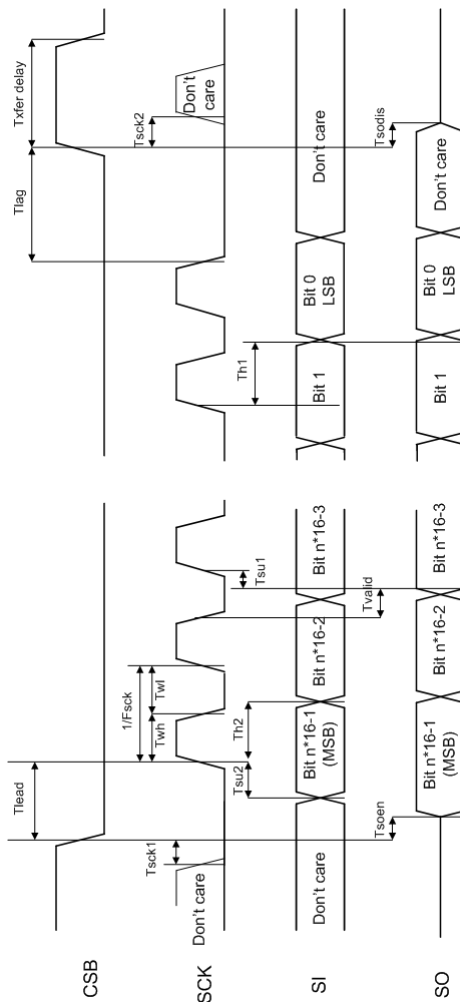 CSB
Tlead
Tlag
Txfer delay
SCK
Don't care
Tsck1
Twh
Twl
1/Fsck
Tsck2
Don't
care
SI
Don't care
Tsu2
Th2
Tsu1
Th1
Bit n*16-1
(MSB)
Bit n*16-2
Bit n*16-3
Bit 1
Bit 0
LSB
Don't care
SO
Tsoen
Tvalid
Tsodis
Bit n*16-1
(MSB)
Bit n*16-2
Bit n*16-3
Bit 1
Bit 0
LSB
Don't care